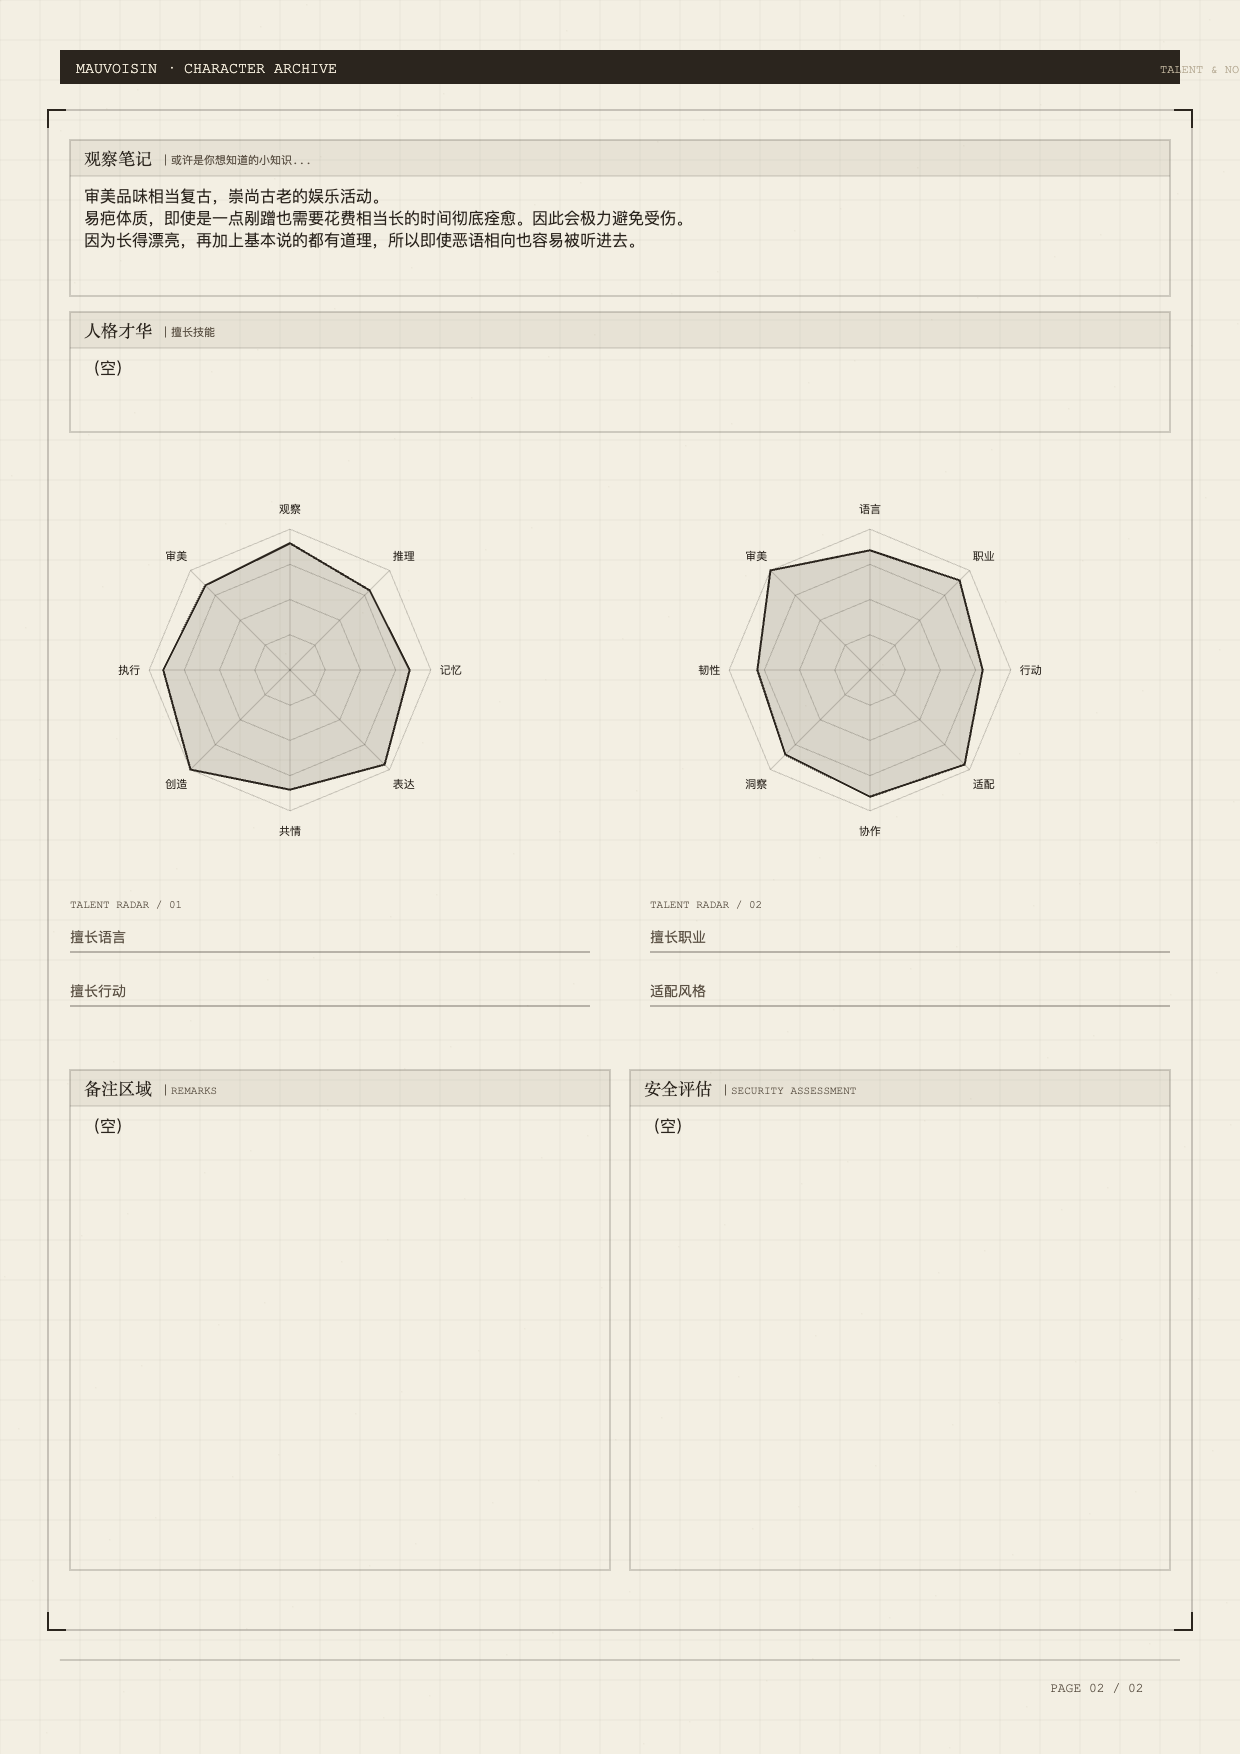 MAUVOISIN · CHARACTER ARCHIVE
TALENT & NO
观察笔记 |或许是你想知道的小知识...
审美品味相当复古，崇尚古老的娱乐活动。
易疤体质，即使是一点剐蹭也需要花费相当长的时间彻底痊愈。因此会极力避免受伤。
因为长得漂亮，再加上基本说的都有道理，所以即使恶语相向也容易被听进去。
人格才华 |擅长技能
（空）
观察
审美
推理
执行
记忆
创造
表达
共情
语言
审美
职业
韧性
行动
洞察
适配
协作
TALENT RADAR / 01
擅长语言
擅长行动
TALENT RADAR / 02
擅长职业
适配风格
备注区域 |REMARKS
（空）
安全评估 |SECURITY ASSESSMENT
（空）
PAGE 02 / 02